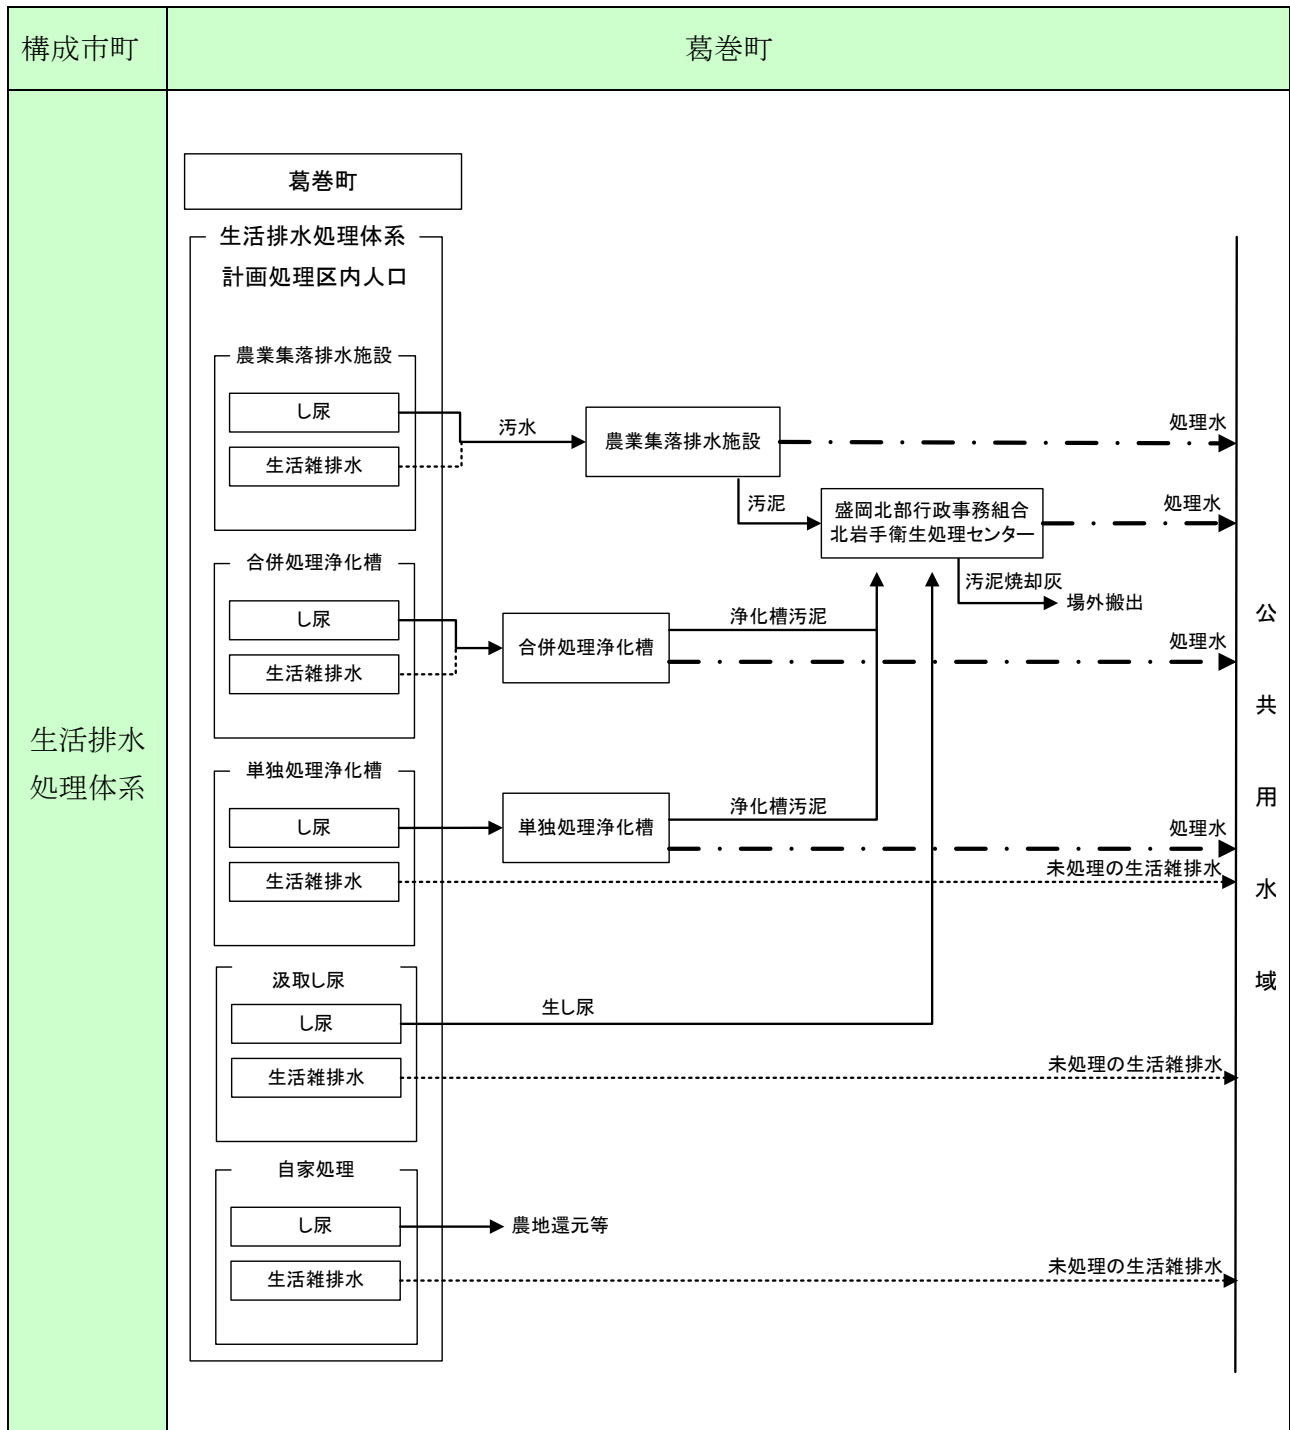 構成市町
葛巻町
生活排水
処理体系
葛巻町
生活排水処理体系
計画処理区内人口
農業集落排水施設
し尿
生活雑排水
汚水
農業集落排水施設
処理水
汚泥
盛岡北部行政事務組合
北岩手衛生処理センター
処理水
汚泥焼却灰
場外搬出
合併処理浄化槽
し尿
生活雑排水
合併処理浄化槽
浄化槽汚泥
処理水
単独処理浄化槽
し尿
生活雑排水
単独処理浄化槽
浄化槽汚泥
処理水
未処理の生活雑排水
汲取し尿
し尿
生活雑排水
生し尿
未処理の生活雑排水
自家処理
し尿
生活雑排水
農地還元等
未処理の生活雑排水
公共用水域